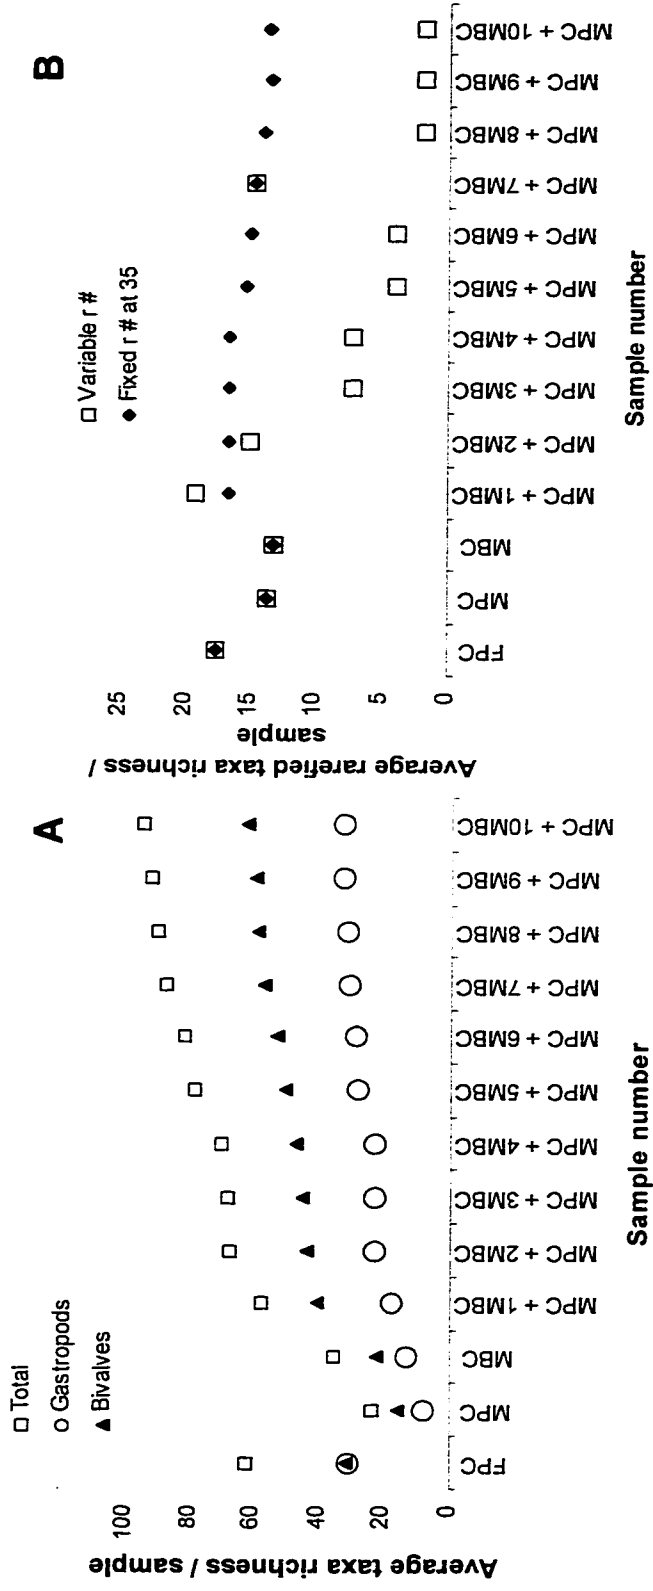 A
□ Total
○ Gastropods
▲ Bivalves
Average taxa richness / sample
100
80
60
40
20
0
FPC
MPC
MBC
MPC + 1MBC
MPC + 2MBC
MPC + 3MBC
MPC + 4MBC
MPC + 5MBC
MPC + 6MBC
MPC + 7MBC
MPC + 8MBC
MPC + 9MBC
MPC + 10MBC
Sample number
B
□ Variable r #
◆ Fixed r # at 35
Average rarefied taxa richness /
sample
25
20
15
10
5
0
FPC
MPC
MBC
MPC + 1MBC
MPC + 2MBC
MPC + 3MBC
MPC + 4MBC
MPC + 5MBC
MPC + 6MBC
MPC + 7MBC
MPC + 8MBC
MPC + 9MBC
MPC + 10MBC
Sample number